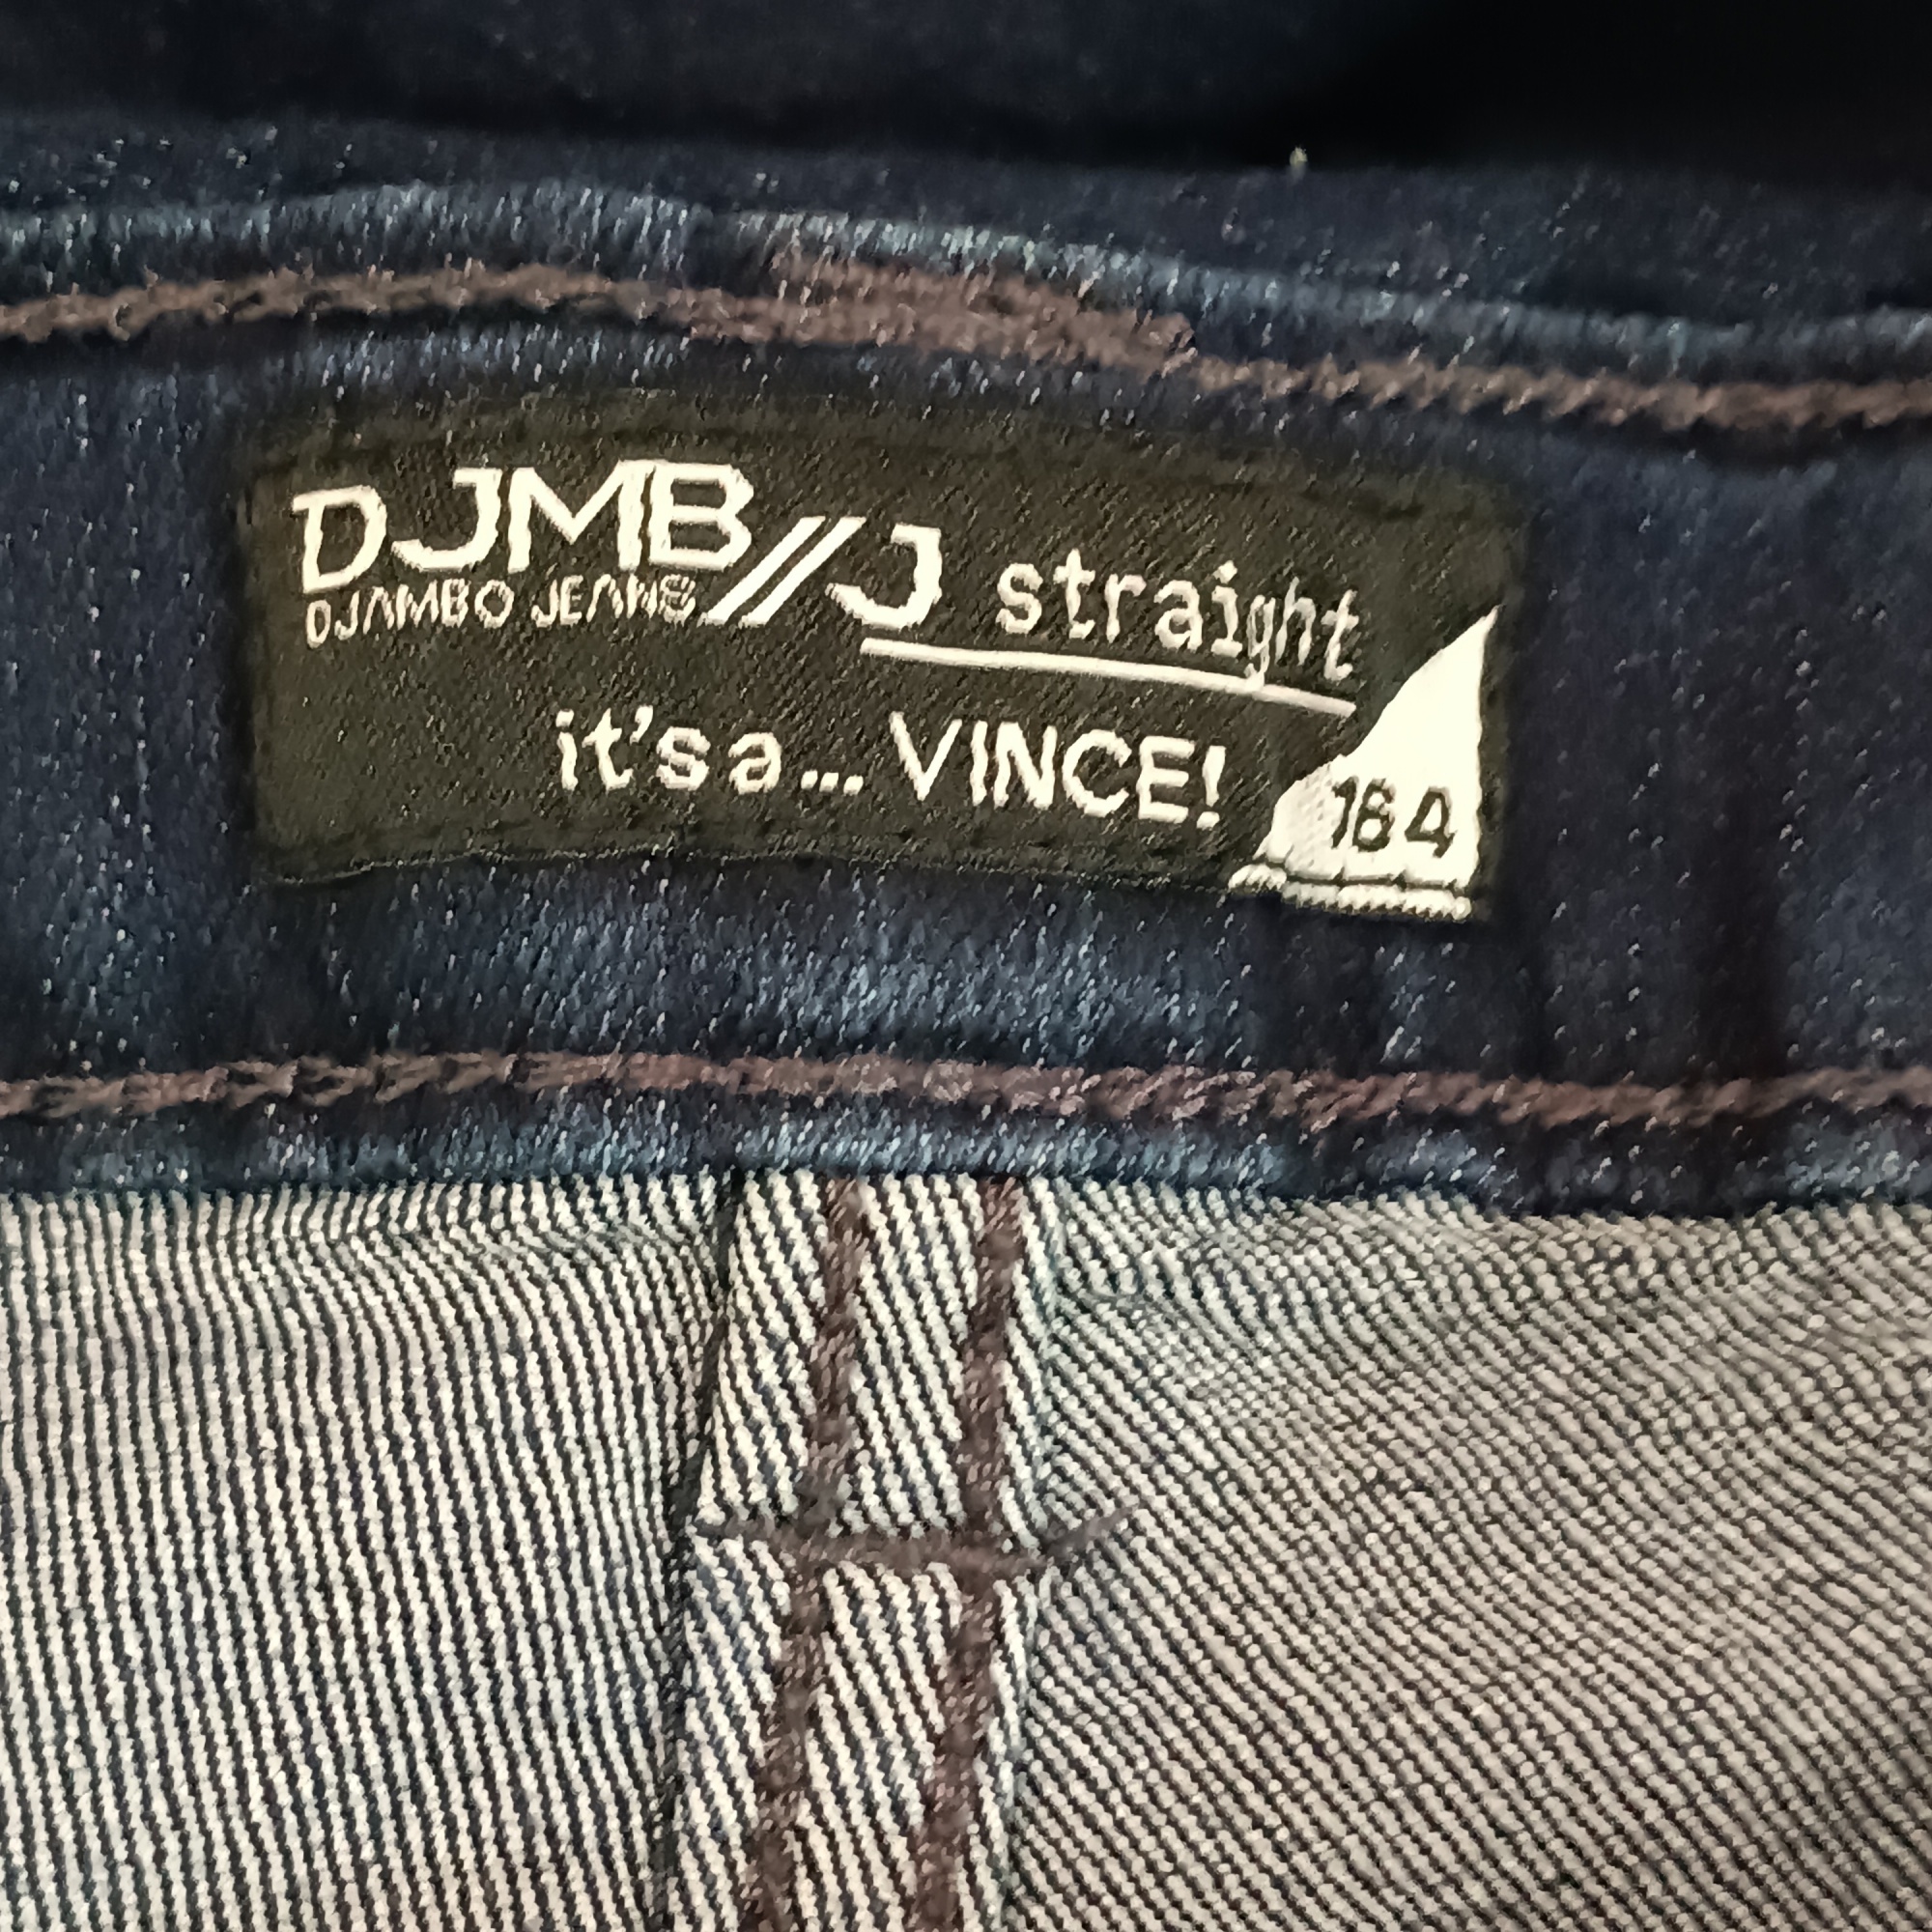 DJMB//J straight
DJAMBO JEANS
it's a... VINCE!
164